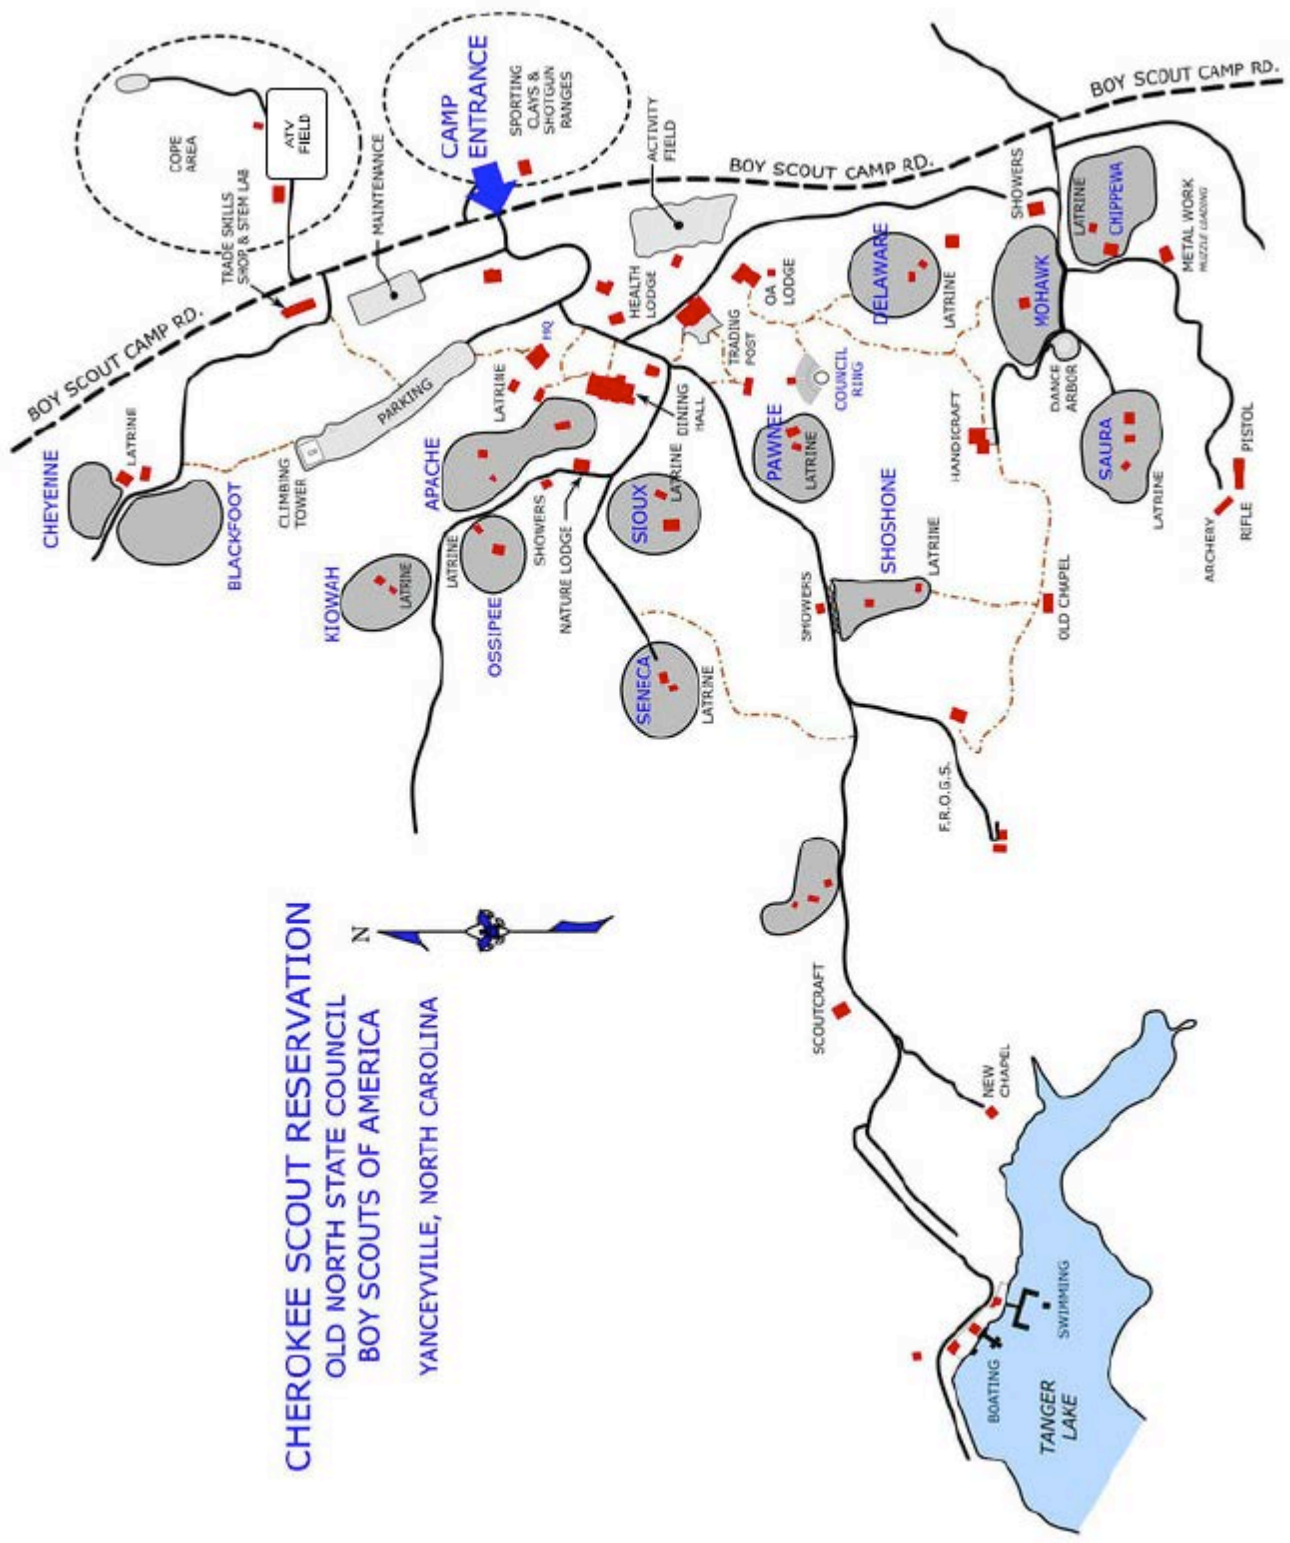 CHEROKEE SCOUT RESERVATION
OLD NORTH STATE COUNCIL
BOY SCOUTS OF AMERICA
YANCEYVILLE, NORTH CAROLINA
N
BOY SCOUT CAMP RD.
BOY SCOUT CAMP RD.
BOY SCOUT CAMP RD.
COPE
AREA
ATV
FIELD
TRADE SKILLS
SHOP & STEM LAB
MAINTENANCE
CAMP
ENTRANCE
SPORTING
CLAYS &
SHOTGUN
RANGES
ACTIVITY
FIELD
CHEYENNE
LATRINE
BLACKFOOT
CLIMBING
TOWER
PARKING
HQ
LATRINE
HEALTH
LODGE
OA
LODGE
TRADING
POST
DINING
HALL
APACHE
KIOWAH
LATRINE
LATRINE
OSSIPEE
SHOWERS
NATURE LODGE
SIOUX
LATRINE
SENECA
LATRINE
PAWNEE
LATRINE
COUNCIL
RING
DELAWARE
LATRINE
SHOWERS
LATRINE
CHIPPEWA
METAL WORK
MUZZLE LOADING
MOHAWK
DANCE
ARBOR
HANDICRAFT
SAURA
LATRINE
ARCHERY
RIFLE
PISTOL
SHOSHONE
LATRINE
SHOWERS
OLD CHAPEL
F.R.O.G.S.
SCOUTCRAFT
NEW
CHAPEL
BOATING
SWIMMING
TANGER
LAKE